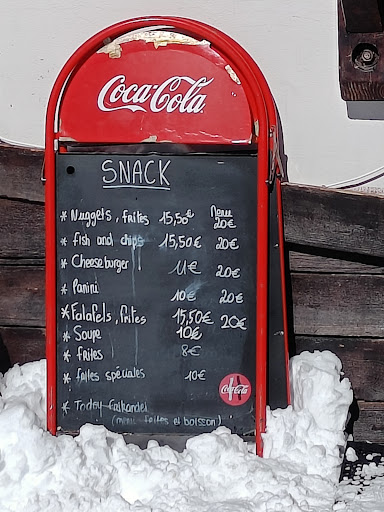 Coca-Cola
SNACK
Menu
* Nuggets, frites 15,50€ 20€
* Fish and chips 15,50€ 20€
* Cheeseburger 11€ 20€
* Panini 10€ 20€
* Falafels, frites 15,50€ 20€
* Soupe 10€
* frites 8€
* frites spéciales 10€
Coca-Cola
* Today
(menu frites et boisson)